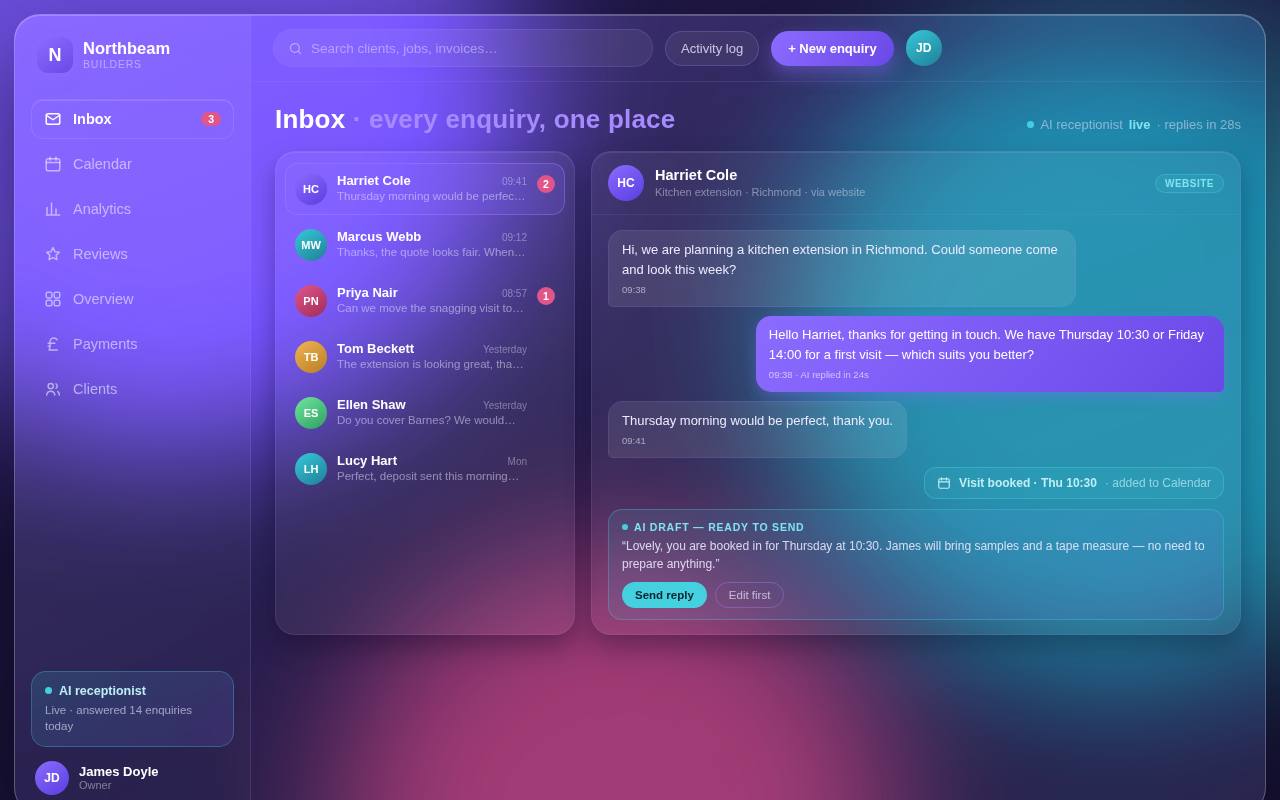 N
Northbeam
BUILDERS
Inbox 3
Calendar
Analytics
Reviews
Overview
£ Payments
Clients
AI receptionist
Live · answered 14 enquiries
today
JD
James Doyle
Owner
Search clients, jobs, invoices…
Activity log
+ New enquiry
JD
Inbox · every enquiry, one place
AI receptionist live · replies in 28s
HC
Harriet Cole 09:41
Thursday morning would be perfec…
2
MW
Marcus Webb 09:12
Thanks, the quote looks fair. When…
PN
Priya Nair 08:57
Can we move the snagging visit to…
1
TB
Tom Beckett Yesterday
The extension is looking great, tha…
ES
Ellen Shaw Yesterday
Do you cover Barnes? We would…
LH
Lucy Hart Mon
Perfect, deposit sent this morning…
HC
Harriet Cole
Kitchen extension · Richmond · via website
WEBSITE
Hi, we are planning a kitchen extension in Richmond. Could someone come
and look this week?
09:38
Hello Harriet, thanks for getting in touch. We have Thursday 10:30 or Friday
14:00 for a first visit — which suits you better?
09:38 · AI replied in 24s
Thursday morning would be perfect, thank you.
09:41
Visit booked · Thu 10:30 · added to Calendar
AI DRAFT — READY TO SEND
“Lovely, you are booked in for Thursday at 10:30. James will bring samples and a tape measure — no need to
prepare anything.”
Send reply
Edit first